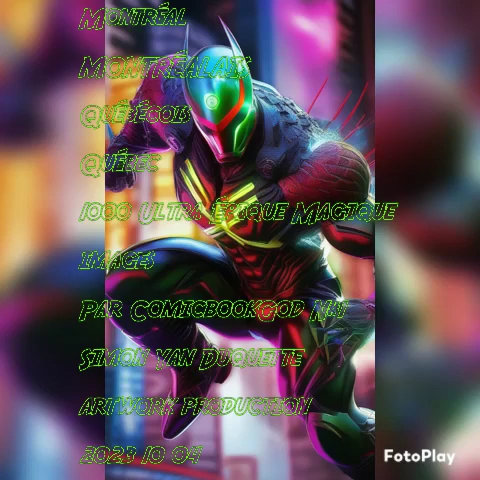 Montréal
Montréalais
Québécois
Québec
1000 Ultra Épique Magique
Images
Par ComicbookGod
Simon Yan Duquette
Artwork Production
2023 10 04
FotoPlay